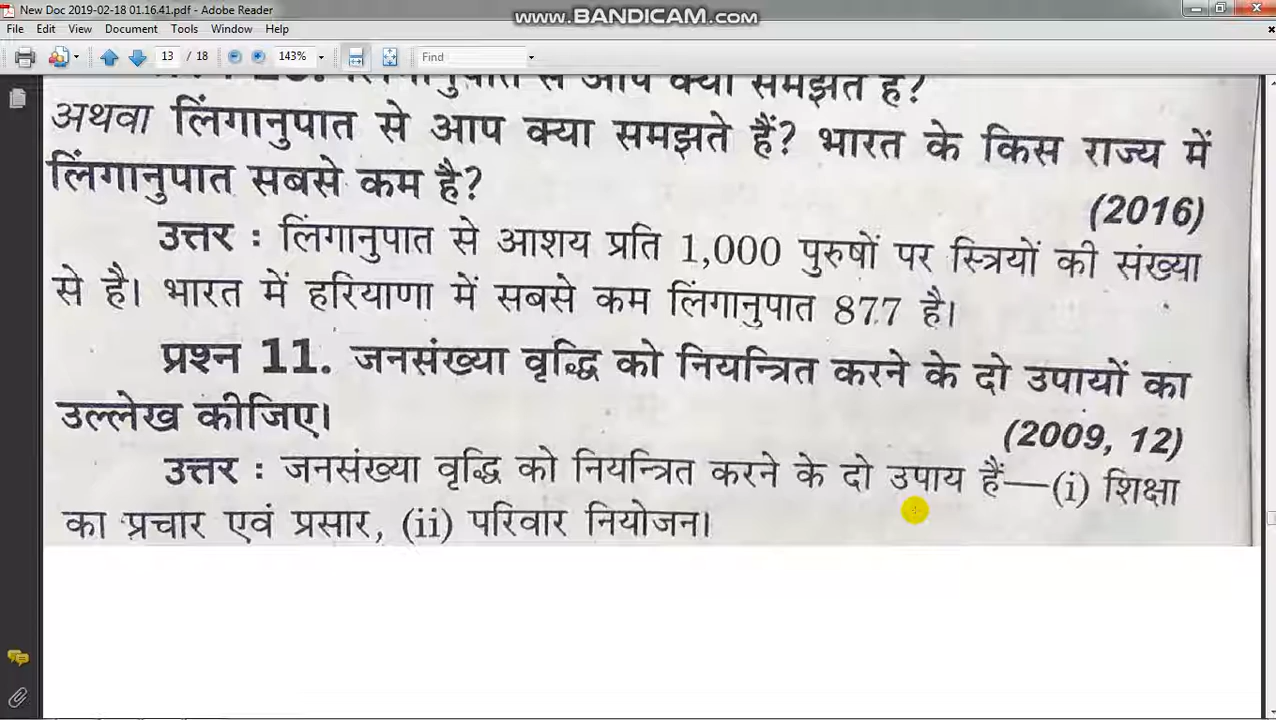 New Doc 2019-02-18 01.16.41.pdf - Adobe Reader
www.BANDICAM.com
File Edit View Document Tools Window Help
13 / 18 143% Find
लिंगानुपात से आप क्या समझते हैं?
अथवा लिंगानुपात से आप क्या समझते हैं? भारत के किस राज्य में
लिंगानुपात सबसे कम है?
(2016)
उत्तर : लिंगानुपात से आशय प्रति 1,000 पुरुषों पर स्त्रियों की संख्या
से है। भारत में हरियाणा में सबसे कम लिंगानुपात 877 है।
प्रश्न 11. जनसंख्या वृद्धि को नियन्त्रित करने के दो उपायों का
उल्लेख कीजिए।
(2009, 12)
उत्तर : जनसंख्या वृद्धि को नियन्त्रित करने के दो उपाय हैं—(i) शिक्षा
का प्रचार एवं प्रसार, (ii) परिवार नियोजन।